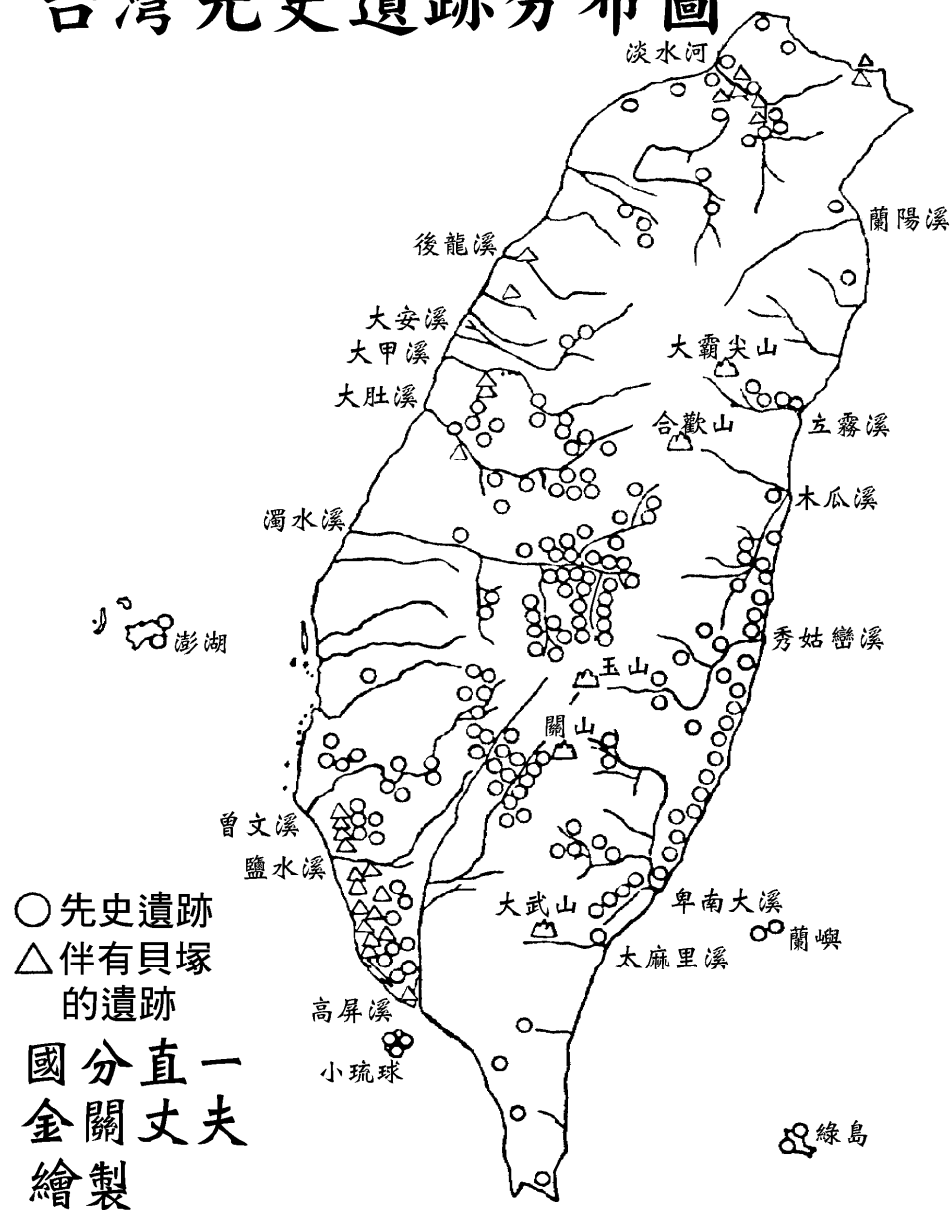 台灣先史遺跡分布圖
淡水河
蘭陽溪
後龍溪
大安溪
大甲溪
大霸尖山
大肚溪
合歡山
立霧溪
木瓜溪
濁水溪
澎湖
秀姑巒溪
玉山
關山
曾文溪
鹽水溪
大武山
卑南大溪
蘭嶼
太麻里溪
高屏溪
小琉球
綠島
○先史遺跡
△伴有貝塚
的遺跡
國分直一
金關丈夫
繪製